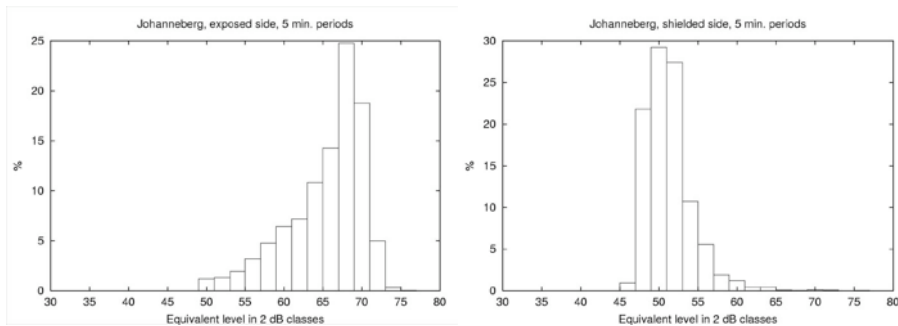 Johanneberg, exposed side, 5 min. periods
25
20
15
10
5
0
%
30 35 40 45 50 55 60 65 70 75 80
Equivalent level in 2 dB classes
Johanneberg, shielded side, 5 min. periods
30
25
20
15
10
5
0
%
30 35 40 45 50 55 60 65 70 75 80
Equivalent level in 2 dB classes